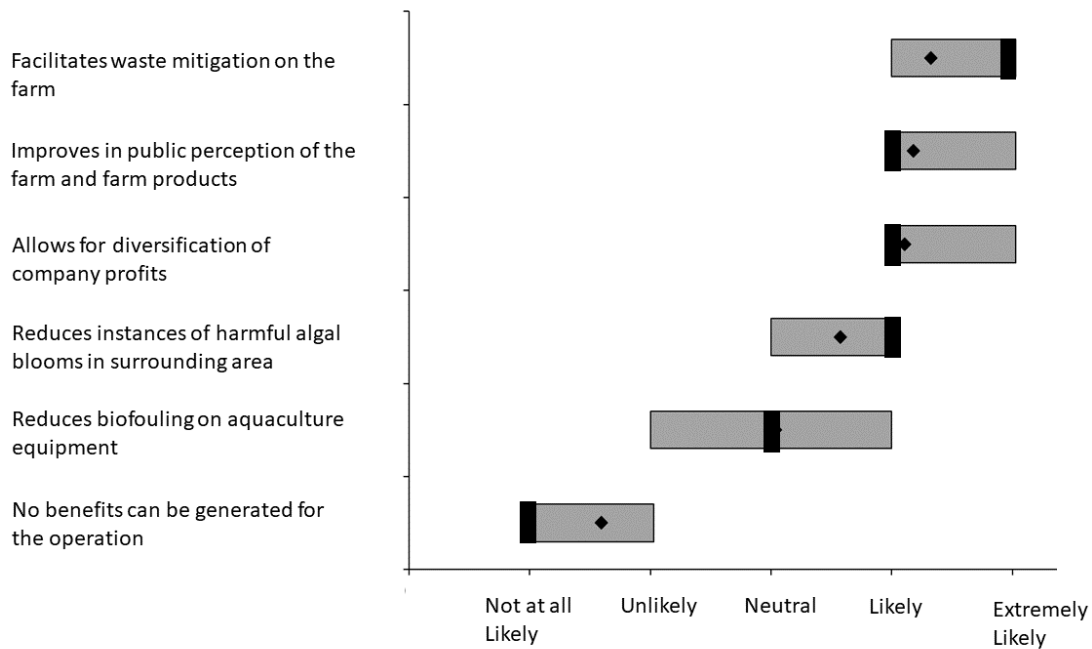 Facilitates waste mitigation on the
farm
Improves in public perception of the
farm and farm products
Allows for diversification of
company profits
Reduces instances of harmful algal
blooms in surrounding area
Reduces biofouling on aquaculture
equipment
No benefits can be generated for
the operation
Not at all
Likely
Unlikely
Neutral
Likely
Extremely
Likely